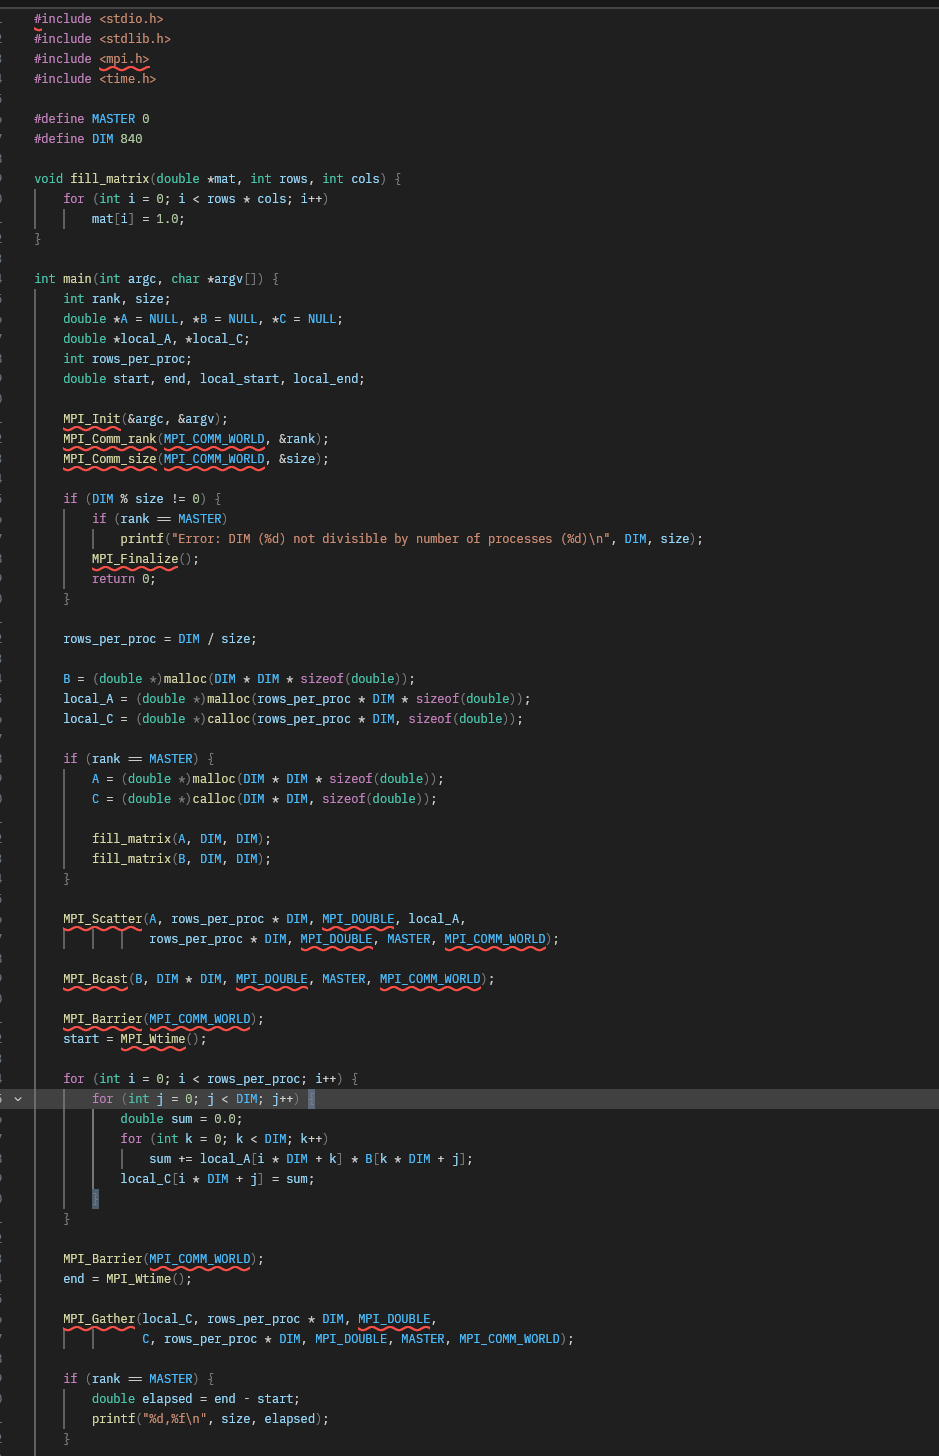 #include <stdio.h>
#include <stdlib.h>
#include <mpi.h>
#include <time.h>

#define MASTER 0
#define DIM 840

void fill_matrix(double *mat, int rows, int cols) {
    for (int i = 0; i < rows * cols; i++)
        mat[i] = 1.0;
}

int main(int argc, char *argv[]) {
    int rank, size;
    double *A = NULL, *B = NULL, *C = NULL;
    double *local_A, *local_C;
    int rows_per_proc;
    double start, end, local_start, local_end;

    MPI_Init(&argc, &argv);
    MPI_Comm_rank(MPI_COMM_WORLD, &rank);
    MPI_Comm_size(MPI_COMM_WORLD, &size);

    if (DIM % size != 0) {
        if (rank == MASTER)
            printf("Error: DIM (%d) not divisible by number of processes (%d)\n", DIM, size);
        MPI_Finalize();
        return 0;
    }

    rows_per_proc = DIM / size;

    B = (double *)malloc(DIM * DIM * sizeof(double));
    local_A = (double *)malloc(rows_per_proc * DIM * sizeof(double));
    local_C = (double *)calloc(rows_per_proc * DIM, sizeof(double));

    if (rank == MASTER) {
        A = (double *)malloc(DIM * DIM * sizeof(double));
        C = (double *)calloc(DIM * DIM, sizeof(double));

        fill_matrix(A, DIM, DIM);
        fill_matrix(B, DIM, DIM);
    }

    MPI_Scatter(A, rows_per_proc * DIM, MPI_DOUBLE, local_A,
                rows_per_proc * DIM, MPI_DOUBLE, MASTER, MPI_COMM_WORLD);

    MPI_Bcast(B, DIM * DIM, MPI_DOUBLE, MASTER, MPI_COMM_WORLD);

    MPI_Barrier(MPI_COMM_WORLD);
    start = MPI_Wtime();

    for (int i = 0; i < rows_per_proc; i++) {
        for (int j = 0; j < DIM; j++) {
            double sum = 0.0;
            for (int k = 0; k < DIM; k++)
                sum += local_A[i * DIM + k] * B[k * DIM + j];
            local_C[i * DIM + j] = sum;
        }
    }

    MPI_Barrier(MPI_COMM_WORLD);
    end = MPI_Wtime();

    MPI_Gather(local_C, rows_per_proc * DIM, MPI_DOUBLE,
               C, rows_per_proc * DIM, MPI_DOUBLE, MASTER, MPI_COMM_WORLD);

    if (rank == MASTER) {
        double elapsed = end - start;
        printf("%d,%f\n", size, elapsed);
    }